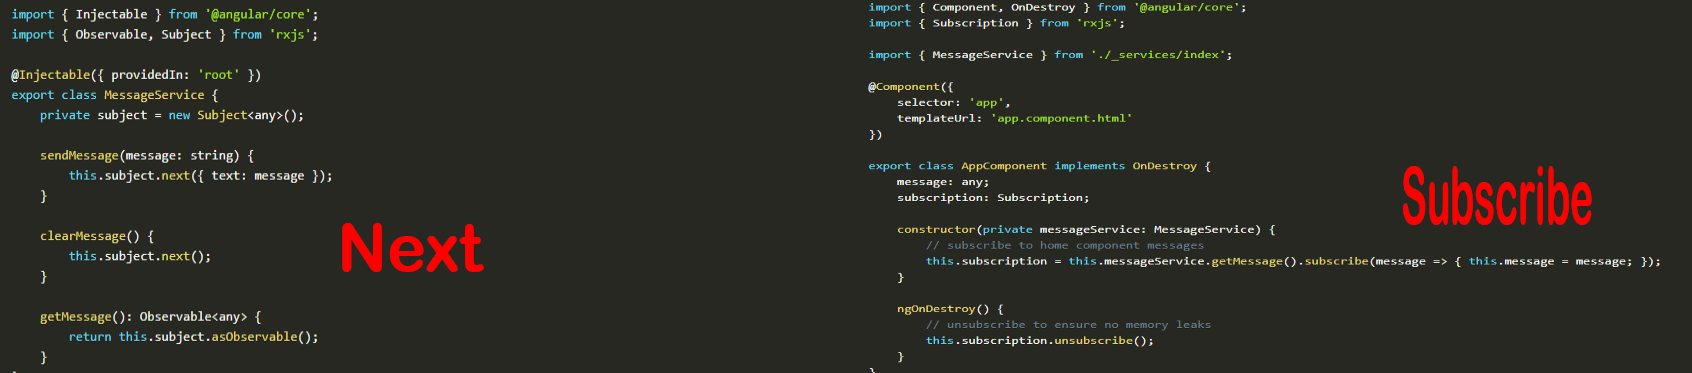 import { Injectable } from '@angular/core';
import { Observable, Subject } from 'rxjs';
@Injectable({ providedIn: 'root' })
export class MessageService {
private subject = new Subject<any>();
sendMessage(message: string) {
this.subject.next({ text: message });
}
clearMessage() {
this.subject.next();
}
getMessage(): Observable<any> {
return this.subject.asObservable();
}
Next
import { Component, OnDestroy } from '@angular/core';
import { Subscription } from 'rxjs';
import { MessageService } from './_services/index';
@Component({
selector: 'app',
templateUrl: 'app.component.html'
})
export class AppComponent implements OnDestroy {
message: any;
subscription: Subscription;
constructor(private messageService: MessageService) {
// subscribe to home component messages
this.subscription = this.messageService.getMessage().subscribe(message => { this.message = message; });
}
ngOnDestroy() {
// unsubscribe to ensure no memory leaks
this.subscription.unsubscribe();
}
Subscribe